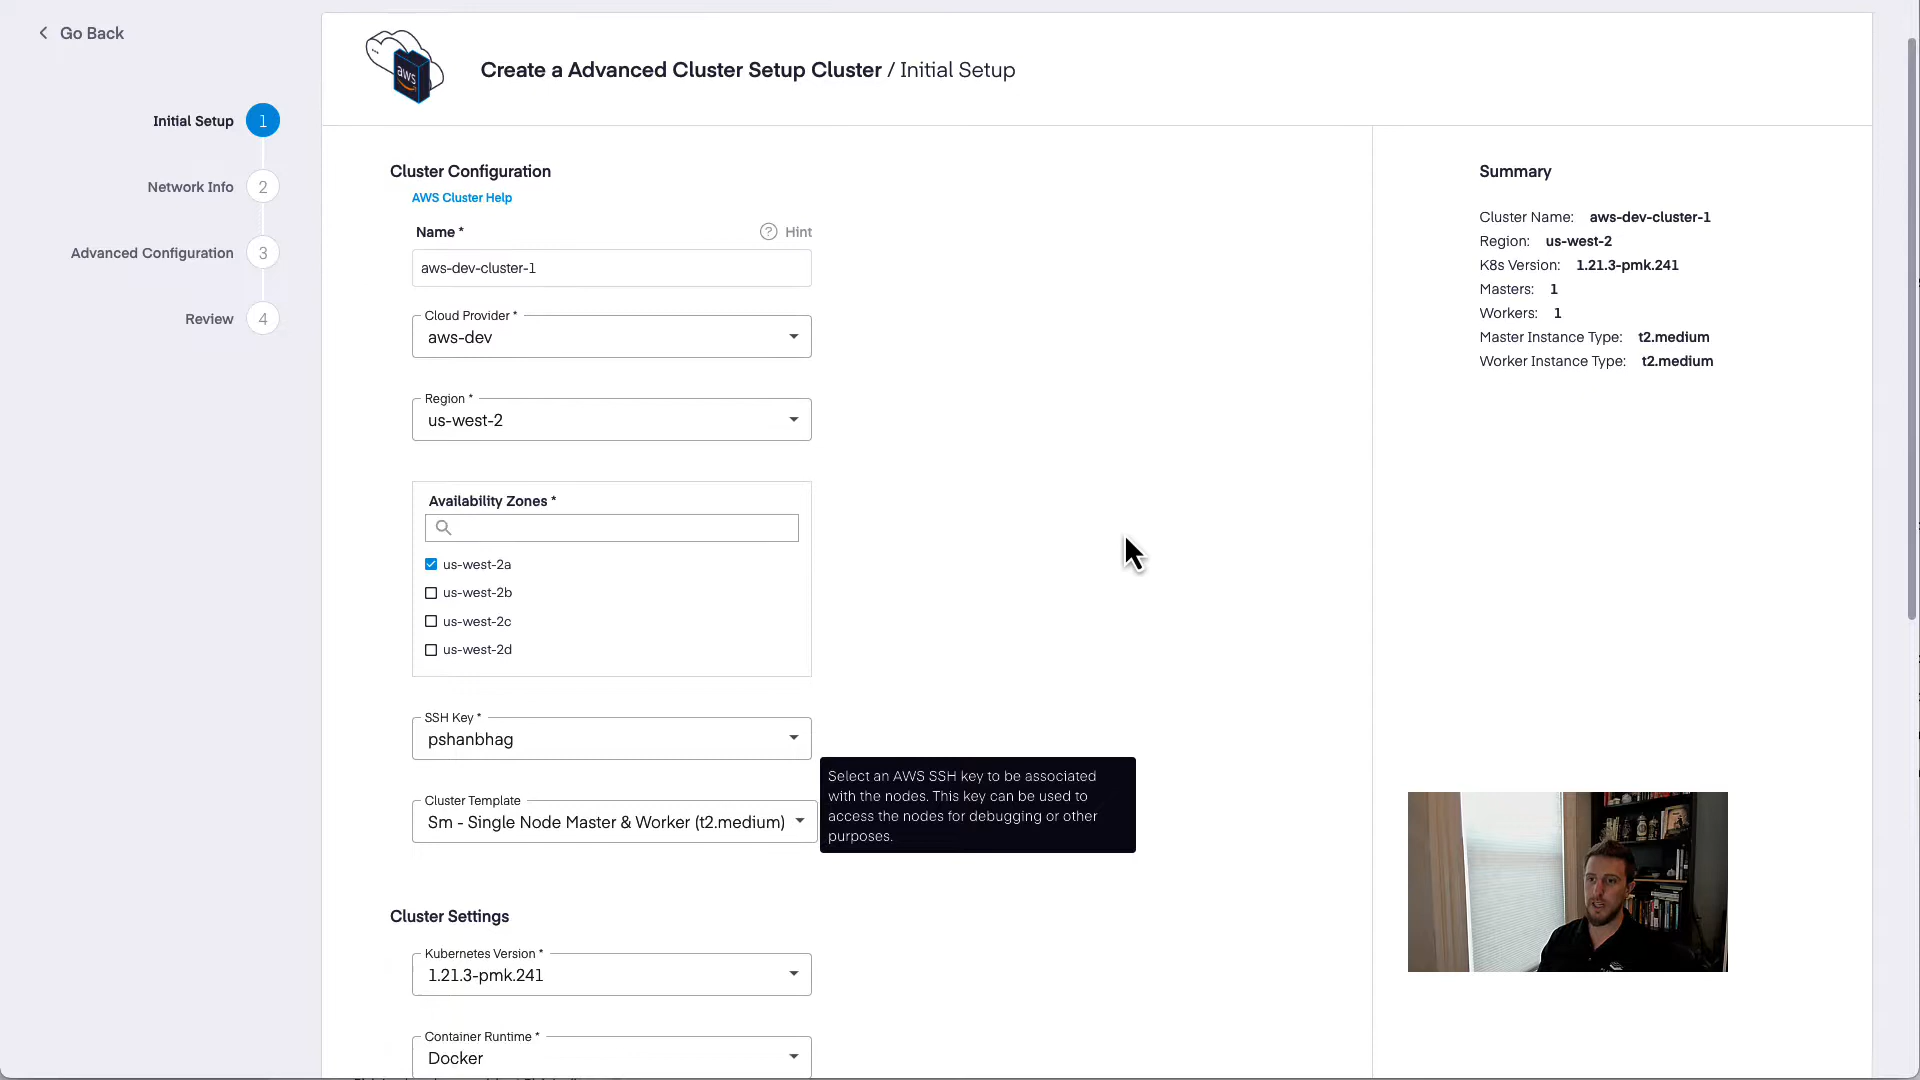 Go Back
aws
Create a Advanced Cluster Setup Cluster / Initial Setup
Initial Setup 1
Network Info 2
Advanced Configuration 3
Review 4
Cluster Configuration
AWS Cluster Help
Name *
? Hint
aws-dev-cluster-1
Cloud Provider *
aws-dev
Region *
us-west-2
Availability Zones *
us-west-2a
us-west-2b
us-west-2c
us-west-2d
SSH Key *
pshanbhag
Select an AWS SSH key to be associated
with the nodes. This key can be used to
access the nodes for debugging or other
purposes.
Cluster Template
Sm - Single Node Master & Worker (t2.medium)
Cluster Settings
Kubernetes Version *
1.21.3-pmk.241
Container Runtime *
Docker
Summary
Cluster Name: aws-dev-cluster-1
Region: us-west-2
K8s Version: 1.21.3-pmk.241
Masters: 1
Workers: 1
Master Instance Type: t2.medium
Worker Instance Type: t2.medium